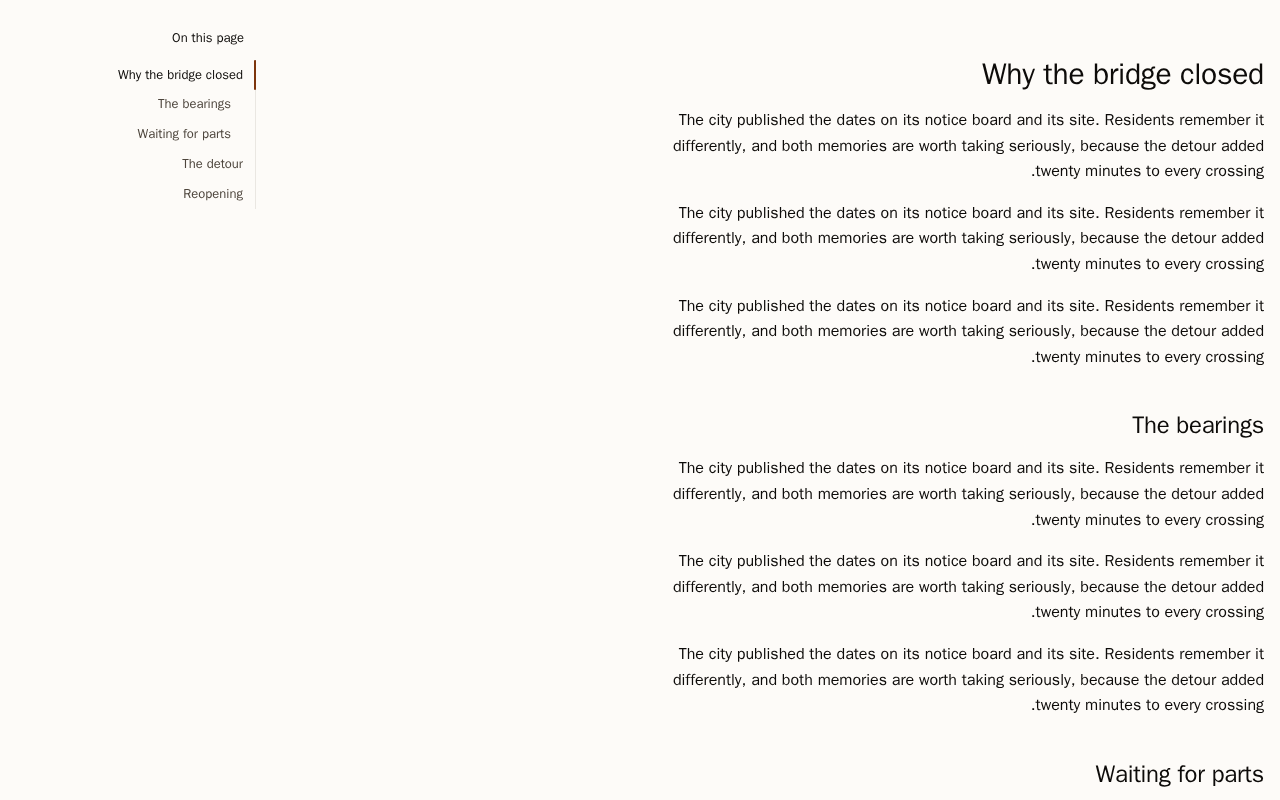 On this page
Why the bridge closed
The bearings
Waiting for parts
The detour
Reopening
Why the bridge closed
The city published the dates on its notice board and its site. Residents remember it
differently, and both memories are worth taking seriously, because the detour added
.twenty minutes to every crossing
The city published the dates on its notice board and its site. Residents remember it
differently, and both memories are worth taking seriously, because the detour added
.twenty minutes to every crossing
The city published the dates on its notice board and its site. Residents remember it
differently, and both memories are worth taking seriously, because the detour added
.twenty minutes to every crossing
The bearings
The city published the dates on its notice board and its site. Residents remember it
differently, and both memories are worth taking seriously, because the detour added
.twenty minutes to every crossing
The city published the dates on its notice board and its site. Residents remember it
differently, and both memories are worth taking seriously, because the detour added
.twenty minutes to every crossing
The city published the dates on its notice board and its site. Residents remember it
differently, and both memories are worth taking seriously, because the detour added
.twenty minutes to every crossing
Waiting for parts